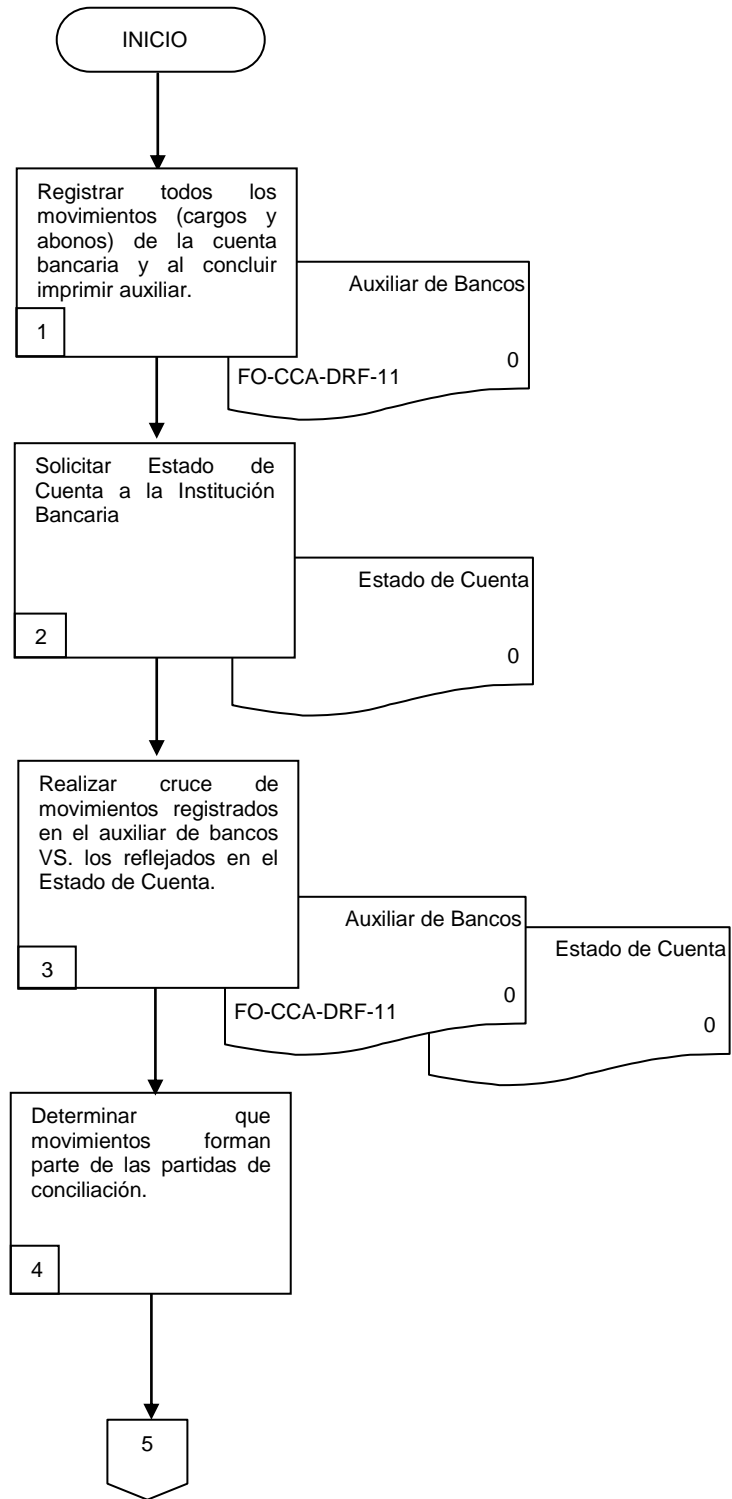 INICIO
Registrar todos los
movimientos (cargos y
abonos) de la cuenta
bancaria y al concluir
imprimir auxiliar.
1
Auxiliar de Bancos
0
FO-CCA-DRF-11
Solicitar Estado de
Cuenta a la Institución
Bancaria
2
Estado de Cuenta
0
Realizar cruce de
movimientos registrados
en el auxiliar de bancos
VS. los reflejados en el
Estado de Cuenta.
3
Auxiliar de Bancos
0
FO-CCA-DRF-11
Estado de Cuenta
0
Determinar que
movimientos forman
parte de las partidas de
conciliación.
4
5